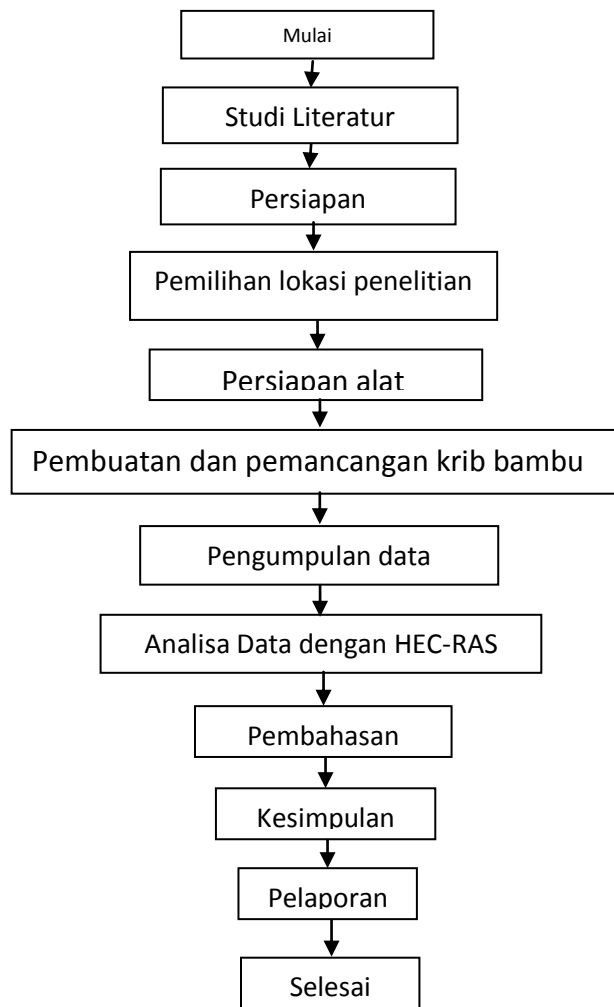 Mulai
Studi Literatur
Persiapan
Pemilihan lokasi penelitian
Persiapan alat
Pembuatan dan pemancangan krib bambu
Pengumpulan data
Analisa Data dengan HEC-RAS
Pembahasan
Kesimpulan
Pelaporan
Selesai